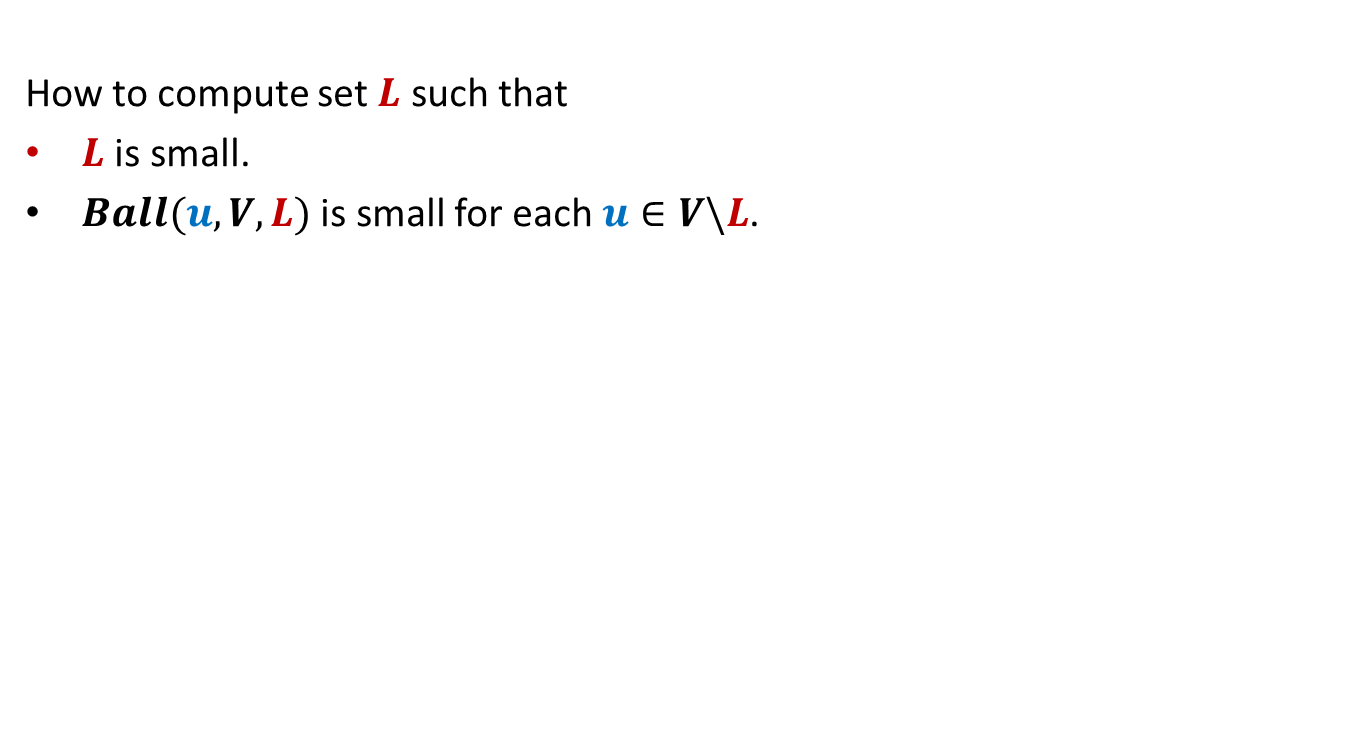 How to compute set L such that
• L is small.
• Ball(u, V, L) is small for each u ∈ V\L.